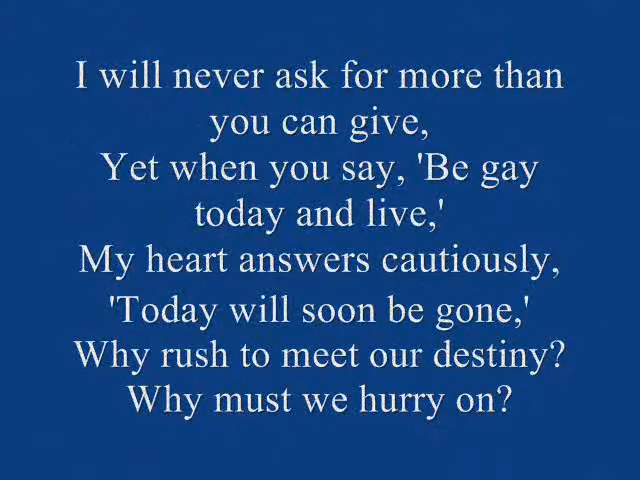 I will never ask for more than
you can give,
Yet when you say, 'Be gay
today and live,'
My heart answers cautiously,
'Today will soon be gone,'
Why rush to meet our destiny?
Why must we hurry on?